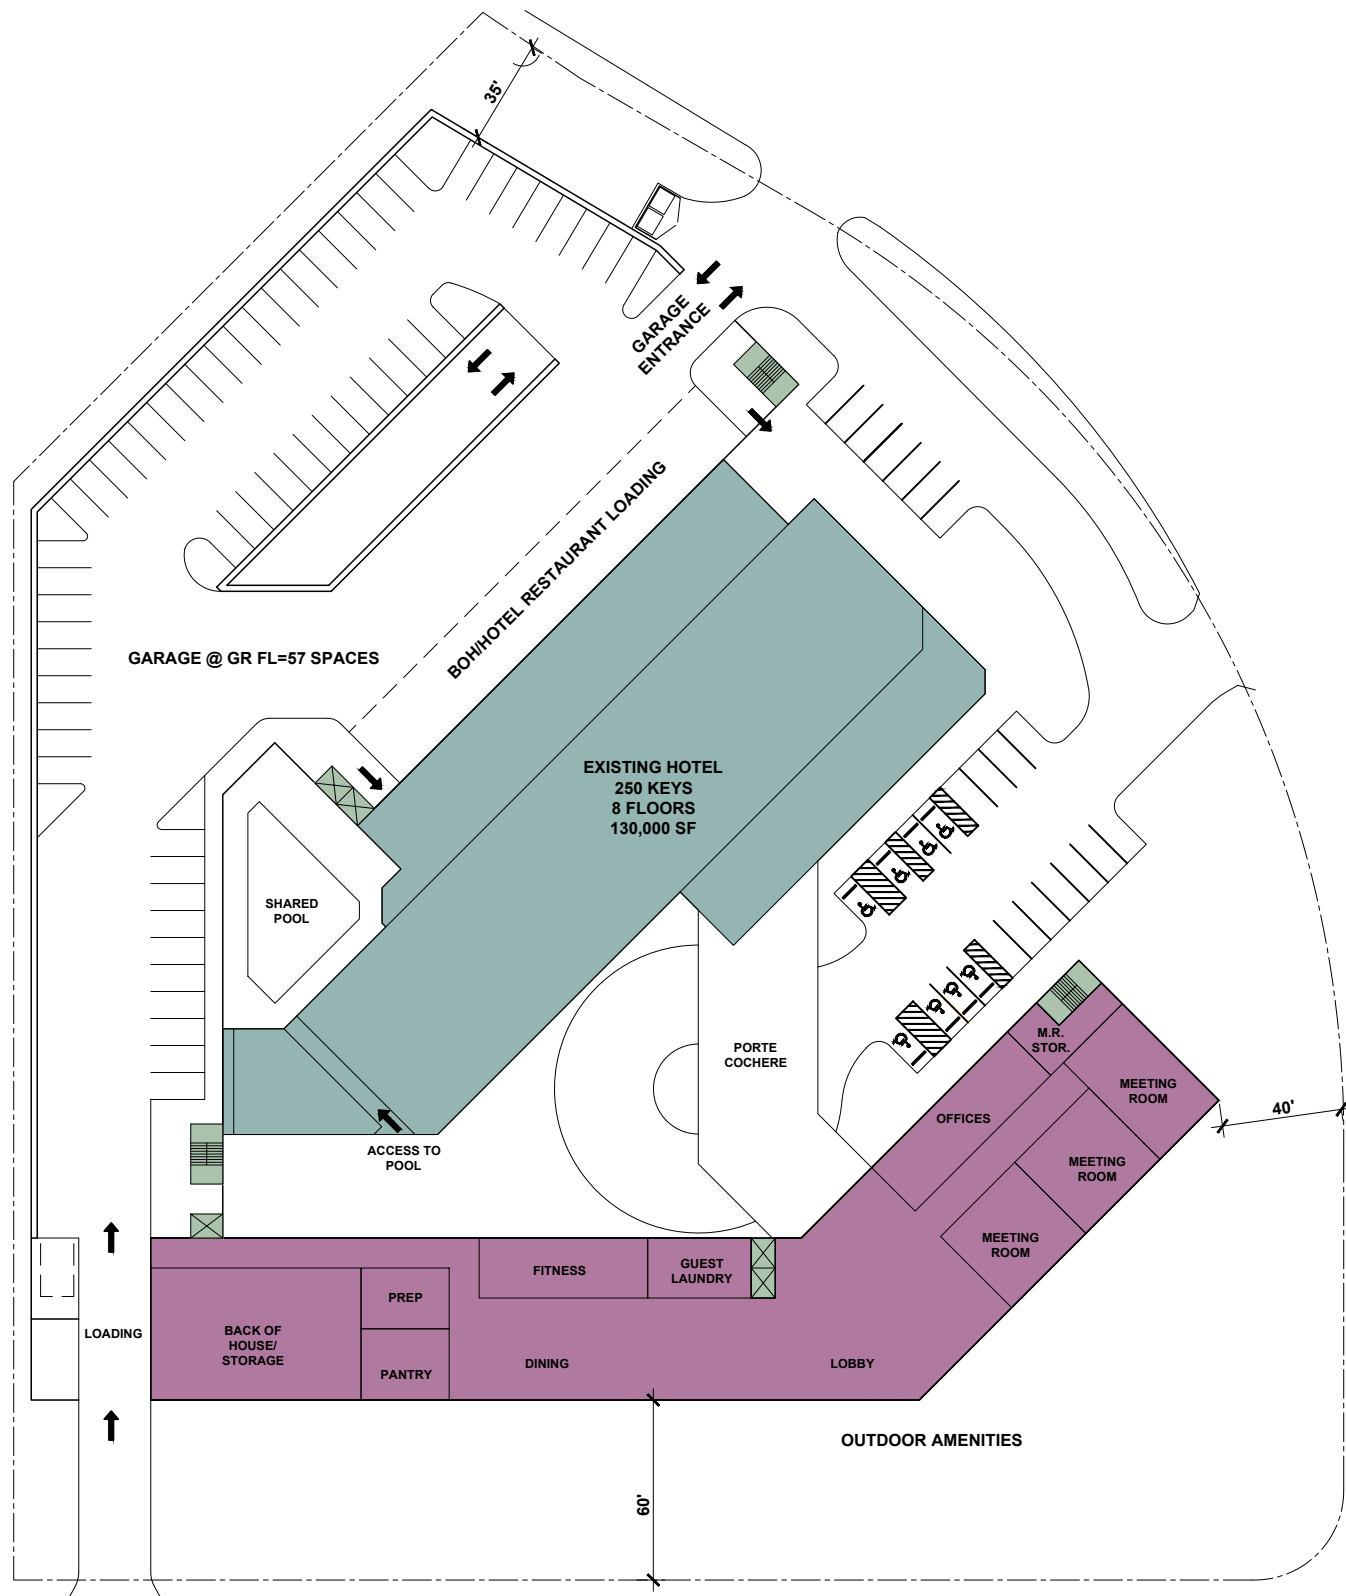 35'
GARAGE
ENTRANCE
BOH/HOTEL RESTAURANT LOADING
GARAGE @ GR FL=57 SPACES
EXISTING HOTEL
250 KEYS
8 FLOORS
130,000 SF
SHARED
POOL
PORTE
COCHERE
M.R.
STOR.
MEETING
ROOM
OFFICES
40'
MEETING
ROOM
ACCESS TO
POOL
MEETING
ROOM
FITNESS
GUEST
LAUNDRY
PREP
LOADING
BACK OF
HOUSE/
STORAGE
PANTRY
DINING
LOBBY
OUTDOOR AMENITIES
60'